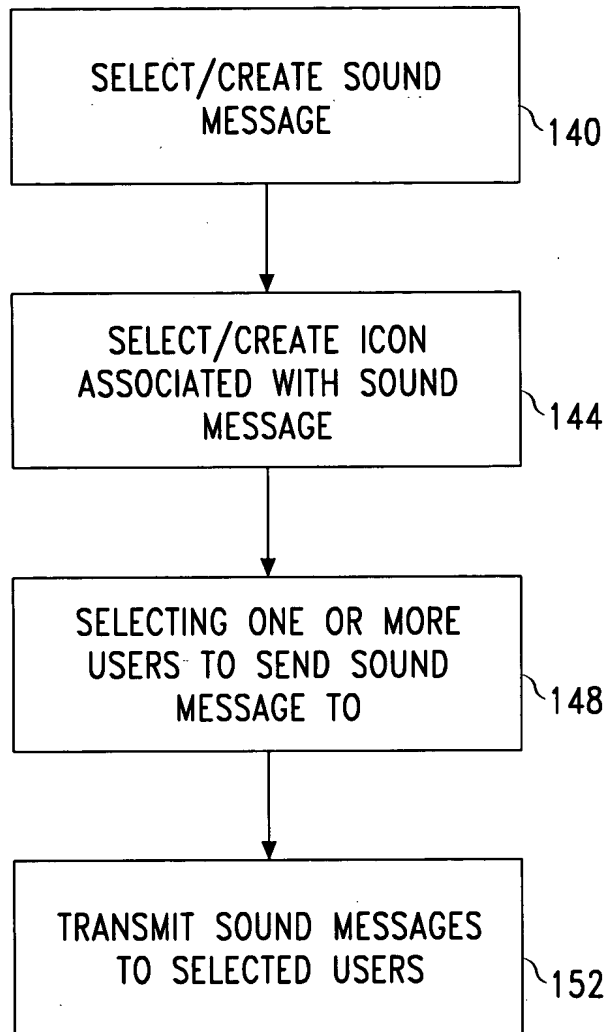 SELECT/CREATE SOUND
MESSAGE
140
SELECT/CREATE ICON
ASSOCIATED WITH SOUND
MESSAGE
144
SELECTING ONE OR MORE
USERS TO SEND SOUND
MESSAGE TO
148
TRANSMIT SOUND MESSAGES
TO SELECTED USERS
152